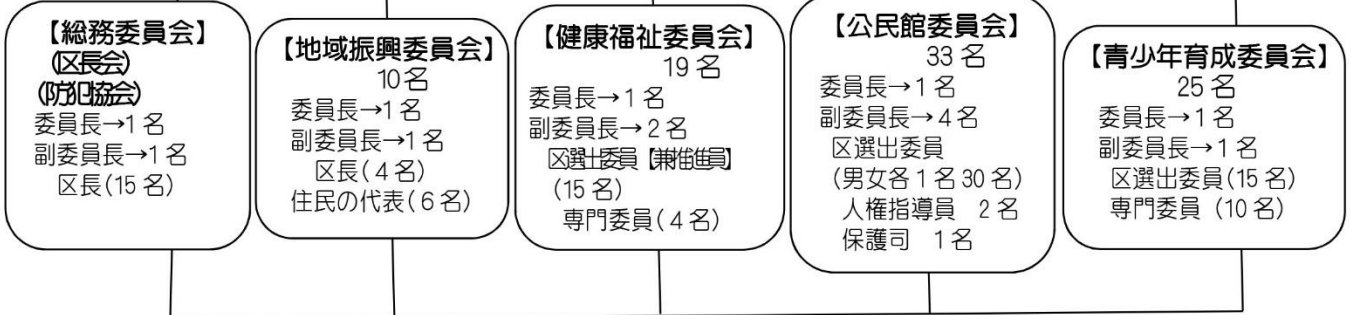 【総務委員会】
(区長会)
(防犯協会)
委員長→1名
副委員長→1名
区長(15名)
【地域振興委員会】
10名
委員長→1名
副委員長→1名
区長(4名)
住民の代表(6名)
【健康福祉委員会】
19名
委員長→1名
副委員長→2名
区選出委員【兼推進員】
(15名)
専門委員(4名)
【公民館委員会】
33名
委員長→1名
副委員長→4名
区選出委員
(男女各1名30名)
人権指導員 2名
保護司 1名
【青少年育成委員会】
25名
委員長→1名
副委員長→1名
区選出委員(15名)
専門委員 (10名)